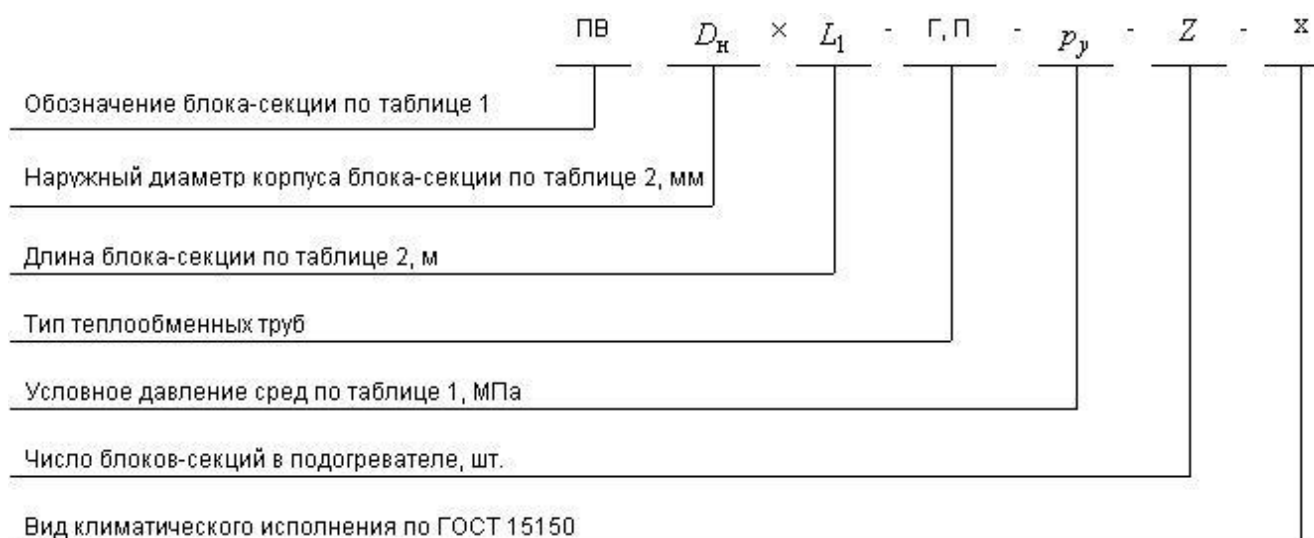 ПВ Dн × L1 - Г, П - py - Z - х
Обозначение блока-секции по таблице 1
Наружный диаметр корпуса блока-секции по таблице 2, мм
Длина блока-секции по таблице 2, м
Тип теплообменных труб
Условное давление сред по таблице 1, МПа
Число блоков-секций в подогревателе, шт.
Вид климатического исполнения по ГОСТ 15150